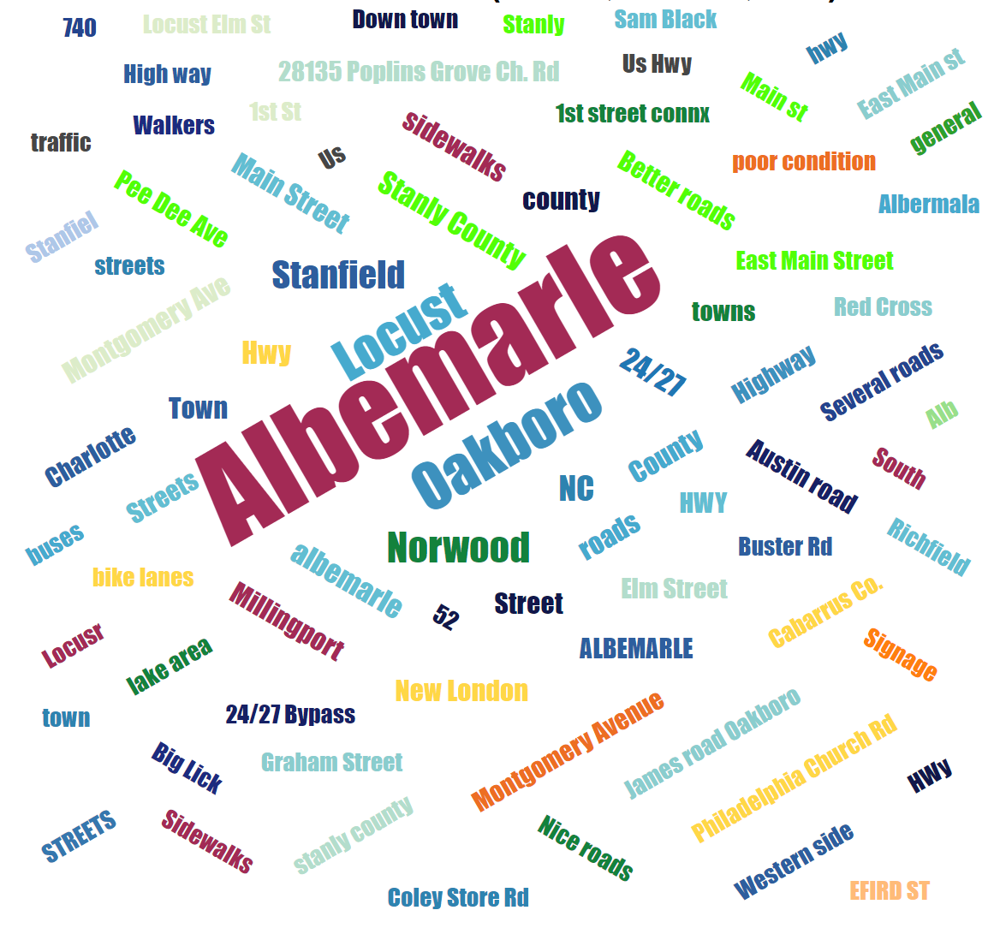 740
Locust Elm St
Down town
Stanly
Sam Black
hwy
High way
28135 Poplins Grove Ch. Rd
Us Hwy
Main st
East Main st
Walkers
1st St
sidewalks
1st street connx
general
traffic
Us
Main Street
Better roads
poor condition
Pee Dee Ave
Stanly County
county
Albermala
Stanfiel
streets
Stanfield
East Main Street
Montgomery Ave
Hwy
Locust
Albemarle
towns
Red Cross
24/27
Highway
Several roads
Town
Oakboro
Alb
Charlotte
Streets
NC
County
Austin road
South
HWY
buses
Norwood
roads
Buster Rd
Richfield
bike lanes
albemarle
Elm Street
Millingport
52
Street
Cabarrus Co.
Locusr
lake area
ALBEMARLE
Signage
New London
town
24/27 Bypass
Montgomery Avenue
James road Oakboro
Big Lick
Graham Street
Philadelphia Church Rd
HWy
STREETS
Sidewalks
stanly county
Nice roads
Western side
Coley Store Rd
EFIRD ST